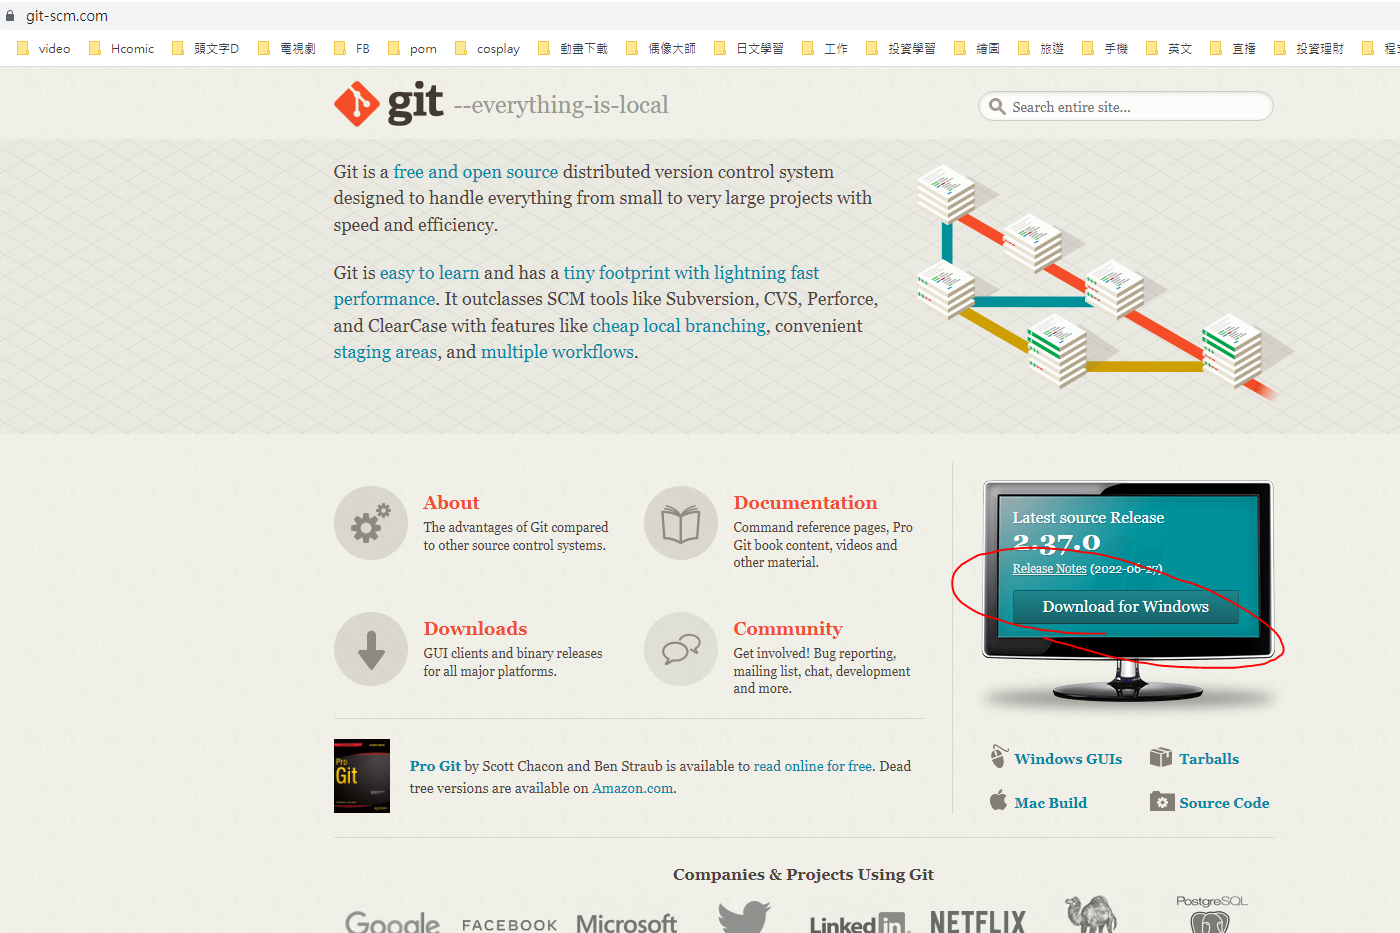 git-scm.com
video Hcomic 頭文字D 電視劇 FB porn cosplay 動畫下載 偶像大師 日文學習 工作 投資學習 繪圖 旅遊 手機 英文 直播 投資理財
git --everything-is-local
Search entire site...
Git is a free and open source distributed version control system
designed to handle everything from small to very large projects with
speed and efficiency.
Git is easy to learn and has a tiny footprint with lightning fast
performance. It outclasses SCM tools like Subversion, CVS, Perforce,
and ClearCase with features like cheap local branching, convenient
staging areas, and multiple workflows.
About
The advantages of Git compared
to other source control systems.
Documentation
Command reference pages, Pro
Git book content, videos and
other material.
Downloads
GUI clients and binary releases
for all major platforms.
Community
Get involved! Bug reporting,
mailing list, chat, development
and more.
Latest source Release
2.37.0
Release Notes (2022-06-27)
Download for Windows
Windows GUIs
Tarballs
Mac Build
Source Code
Pro
Git
Pro Git by Scott Chacon and Ben Straub is available to read online for free. Dead
tree versions are available on Amazon.com.
Companies & Projects Using Git
Google FACEBOOK Microsoft LinkedIn NETFLIX PostgreSQL